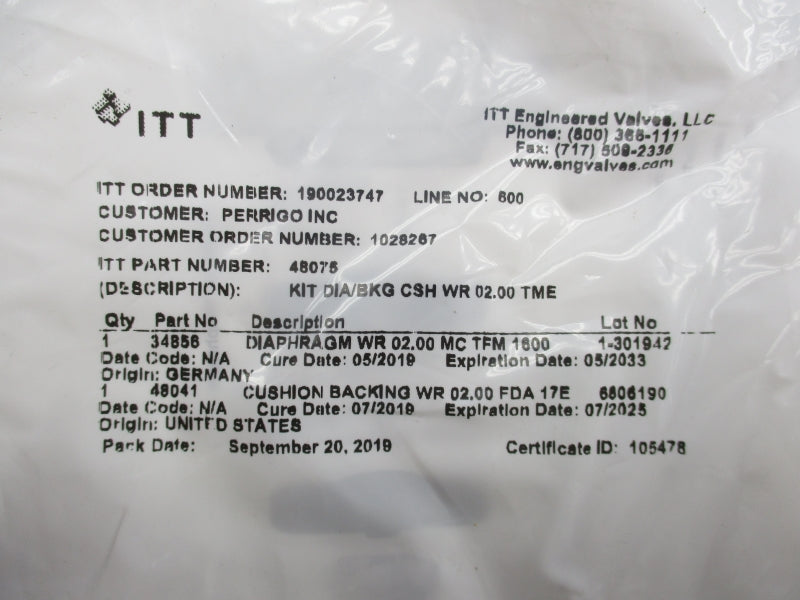 ITT
ITT Engineered Valves, LLC
Phone: (800) 366-1111
Fax: (717) 509-2336
www.engvalves.com
ITT ORDER NUMBER: 190023747 LINE NO: 600
CUSTOMER: PERRIGO INC
CUSTOMER ORDER NUMBER: 1028267
ITT PART NUMBER: 48075
(DESCRIPTION): KIT DIA/BKG CSH WR 02.00 TME
Qty Part No Description Lot No
1 34856 DIAPHRAGM WR 02.00 MC TFM 1600 1-301942
Date Code: N/A Cure Date: 05/2019 Expiration Date: 05/2033
Origin: GERMANY
1 48041 CUSHION BACKING WR 02.00 FDA 17E 6606190
Date Code: N/A Cure Date: 07/2019 Expiration Date: 07/2025
Origin: UNITED STATES
Pack Date: September 20, 2019 Certificate ID: 105478